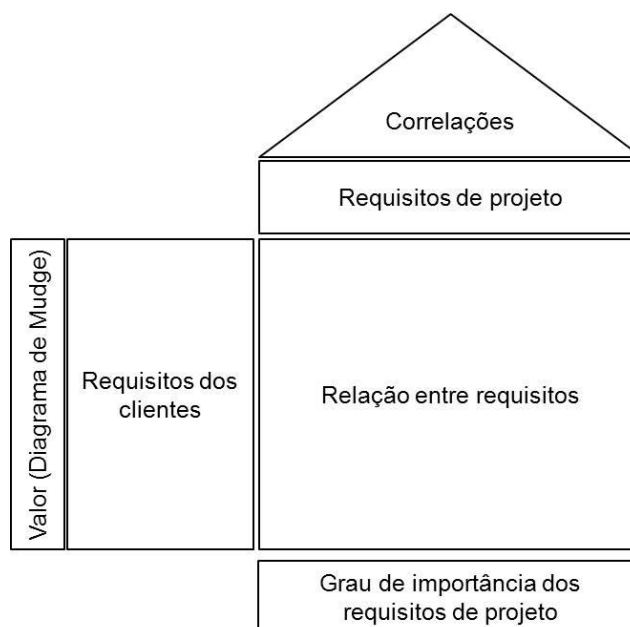 Correlações
Requisitos de projeto
Valor (Diagrama de Mudge)
Requisitos dos
clientes
Relação entre requisitos
Grau de importância dos
requisitos de projeto